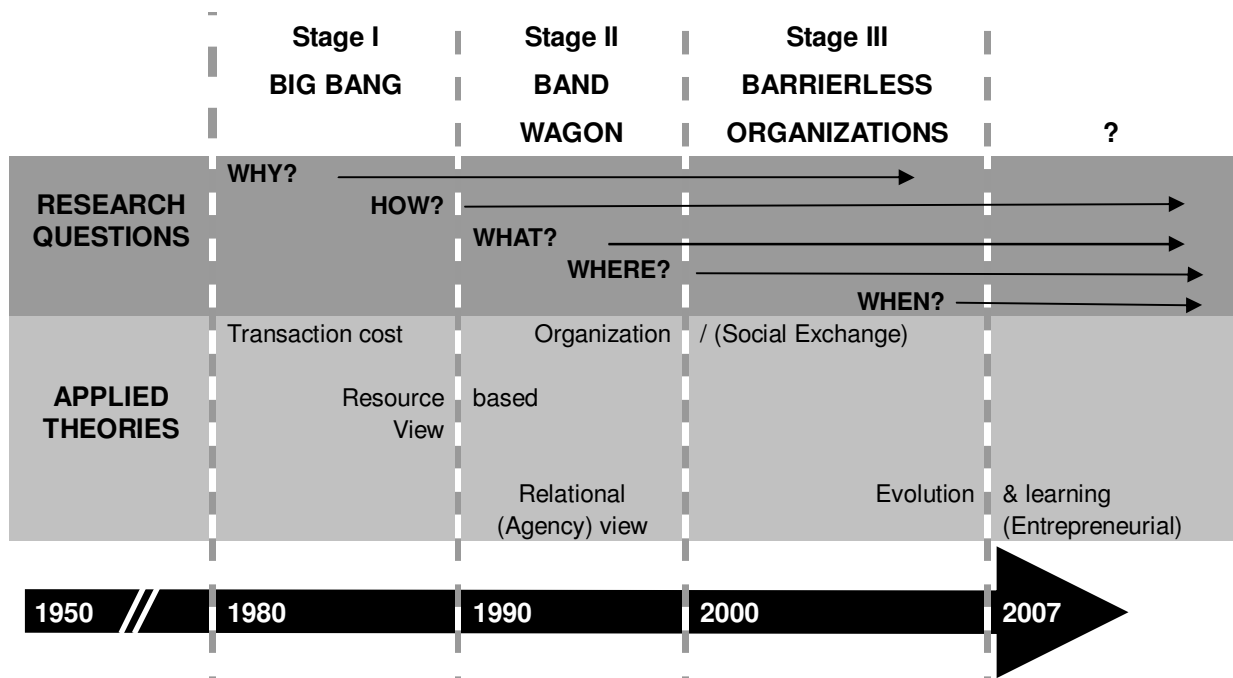 Stage I
BIG BANG
Stage II
BAND
WAGON
Stage III
BARRIERLESS
ORGANIZATIONS
?
RESEARCH
QUESTIONS
WHY?
HOW?
WHAT?
WHERE?
WHEN?
APPLIED
THEORIES
Transaction cost
Organization / (Social Exchange)
Resource based
View
Relational
(Agency) view
Evolution & learning
(Entrepreneurial)
1950 // 1980 1990 2000 2007